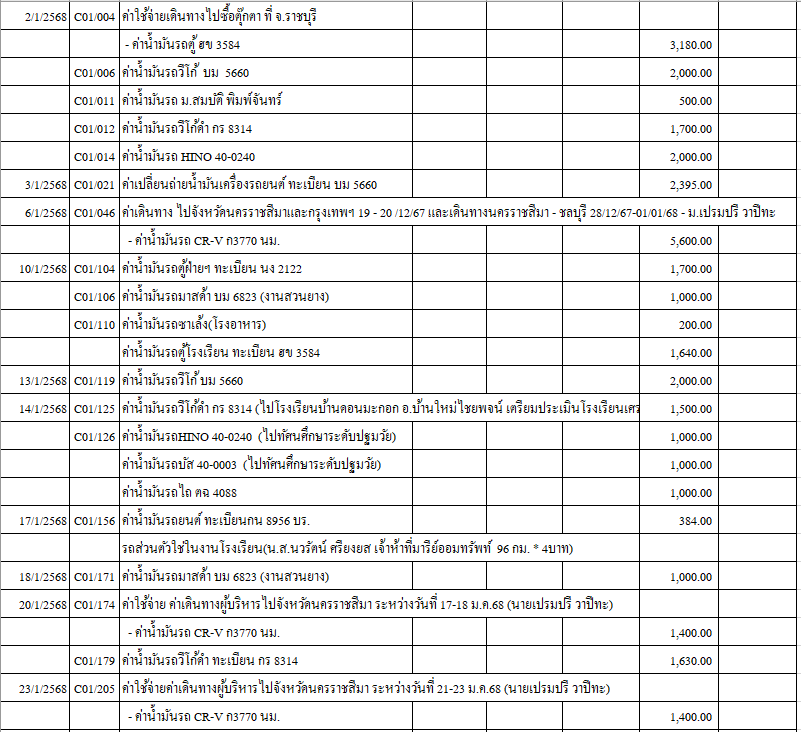 2/1/2568 C01/004 ค่าใช้จ่ายเดินทางไปซื้อตุ๊กตา ที่ จ.ราชบุรี
- ค่าน้ำมันรถตู้ ฮข 3584 3,180.00
C01/006 ค่าน้ำมันรถวีโก้ บม 5660 2,000.00
C01/011 ค่าน้ำมันรถ ม.สมบัติ พิมพ์จันทร์ 500.00
C01/012 ค่าน้ำมันรถวีโก้ดำ กร 8314 1,700.00
C01/014 ค่าน้ำมันรถ HINO 40-0240 2,000.00
3/1/2568 C01/021 ค่าเปลี่ยนถ่ายน้ำมันเครื่องรถยนต์ ทะเบียน บม 5660 2,395.00
6/1/2568 C01/046 ค่าเดินทาง ไปจังหวัดนครราชสีมาและกรุงเทพฯ 19 - 20 /12/67 และเดินทางนครราชสีมา - ชลบุรี 28/12/67-01/01/68 - ม.เปรมปรี วาปีทะ
- ค่าน้ำมันรถ CR-V ก3770 นม. 5,600.00
10/1/2568 C01/104 ค่าน้ำมันรถตู้ฝ่ายฯ ทะเบียน นง 2122 1,700.00
C01/106 ค่าน้ำมันรถมาสด้า บม 6823 (งานสวนยาง) 1,000.00
C01/110 ค่าน้ำมันรถซาเล้ง(โรงอาหาร) 200.00
ค่าน้ำมันรถตู้โรงเรียน ทะเบียน ฮข 3584 1,640.00
13/1/2568 C01/119 ค่าน้ำมันรถวีโก้ บม 5660 2,000.00
14/1/2568 C01/125 ค่าน้ำมันรถวีโก้ดำ กร 8314 (ไปโรงเรียนบ้านดอนมะกอก อ.บ้านใหม่ไชยพจน์ เตรียมประเมินโรงเรียนเศร 1,500.00
C01/126 ค่าน้ำมันรถHINO 40-0240 (ไปทัศนศึกษาระดับปฐมวัย) 1,000.00
ค่าน้ำมันรถบัส 40-0003 (ไปทัศนศึกษาระดับปฐมวัย) 1,000.00
ค่าน้ำมันรถไถ ตฉ 4088 1,000.00
17/1/2568 C01/156 ค่าน้ำมันรถยนต์ ทะเบียนกน 8956 บร. 384.00
รถส่วนตัวใช้ในงานโรงเรียน(น.ส.นวรัตน์ ศรียงยส เจ้าห้าที่มารีย์ออมทรัพท์ 96 กม. * 4บาท)
18/1/2568 C01/171 ค่าน้ำมันรถมาสด้า บม 6823 (งานสวนยาง) 1,000.00
20/1/2568 C01/174 ค่าใช้จ่าย ค่าเดินทางผู้บริหารไปจังหวัดนครราชสีมา ระหว่างวันที่ 17-18 ม.ค.68 (นายเปรมปรี วาปีทะ)
- ค่าน้ำมันรถ CR-V ก3770 นม. 1,400.00
C01/179 ค่าน้ำมันรถวีโก้ดำ ทะเบียน กร 8314 1,630.00
23/1/2568 C01/205 ค่าใช้จ่ายค่าเดินทางผู้บริหารไปจังหวัดนครราชสีมา ระหว่างวันที่ 21-23 ม.ค.68 (นายเปรมปรี วาปีทะ)
- ค่าน้ำมันรถ CR-V ก3770 นม. 1,400.00